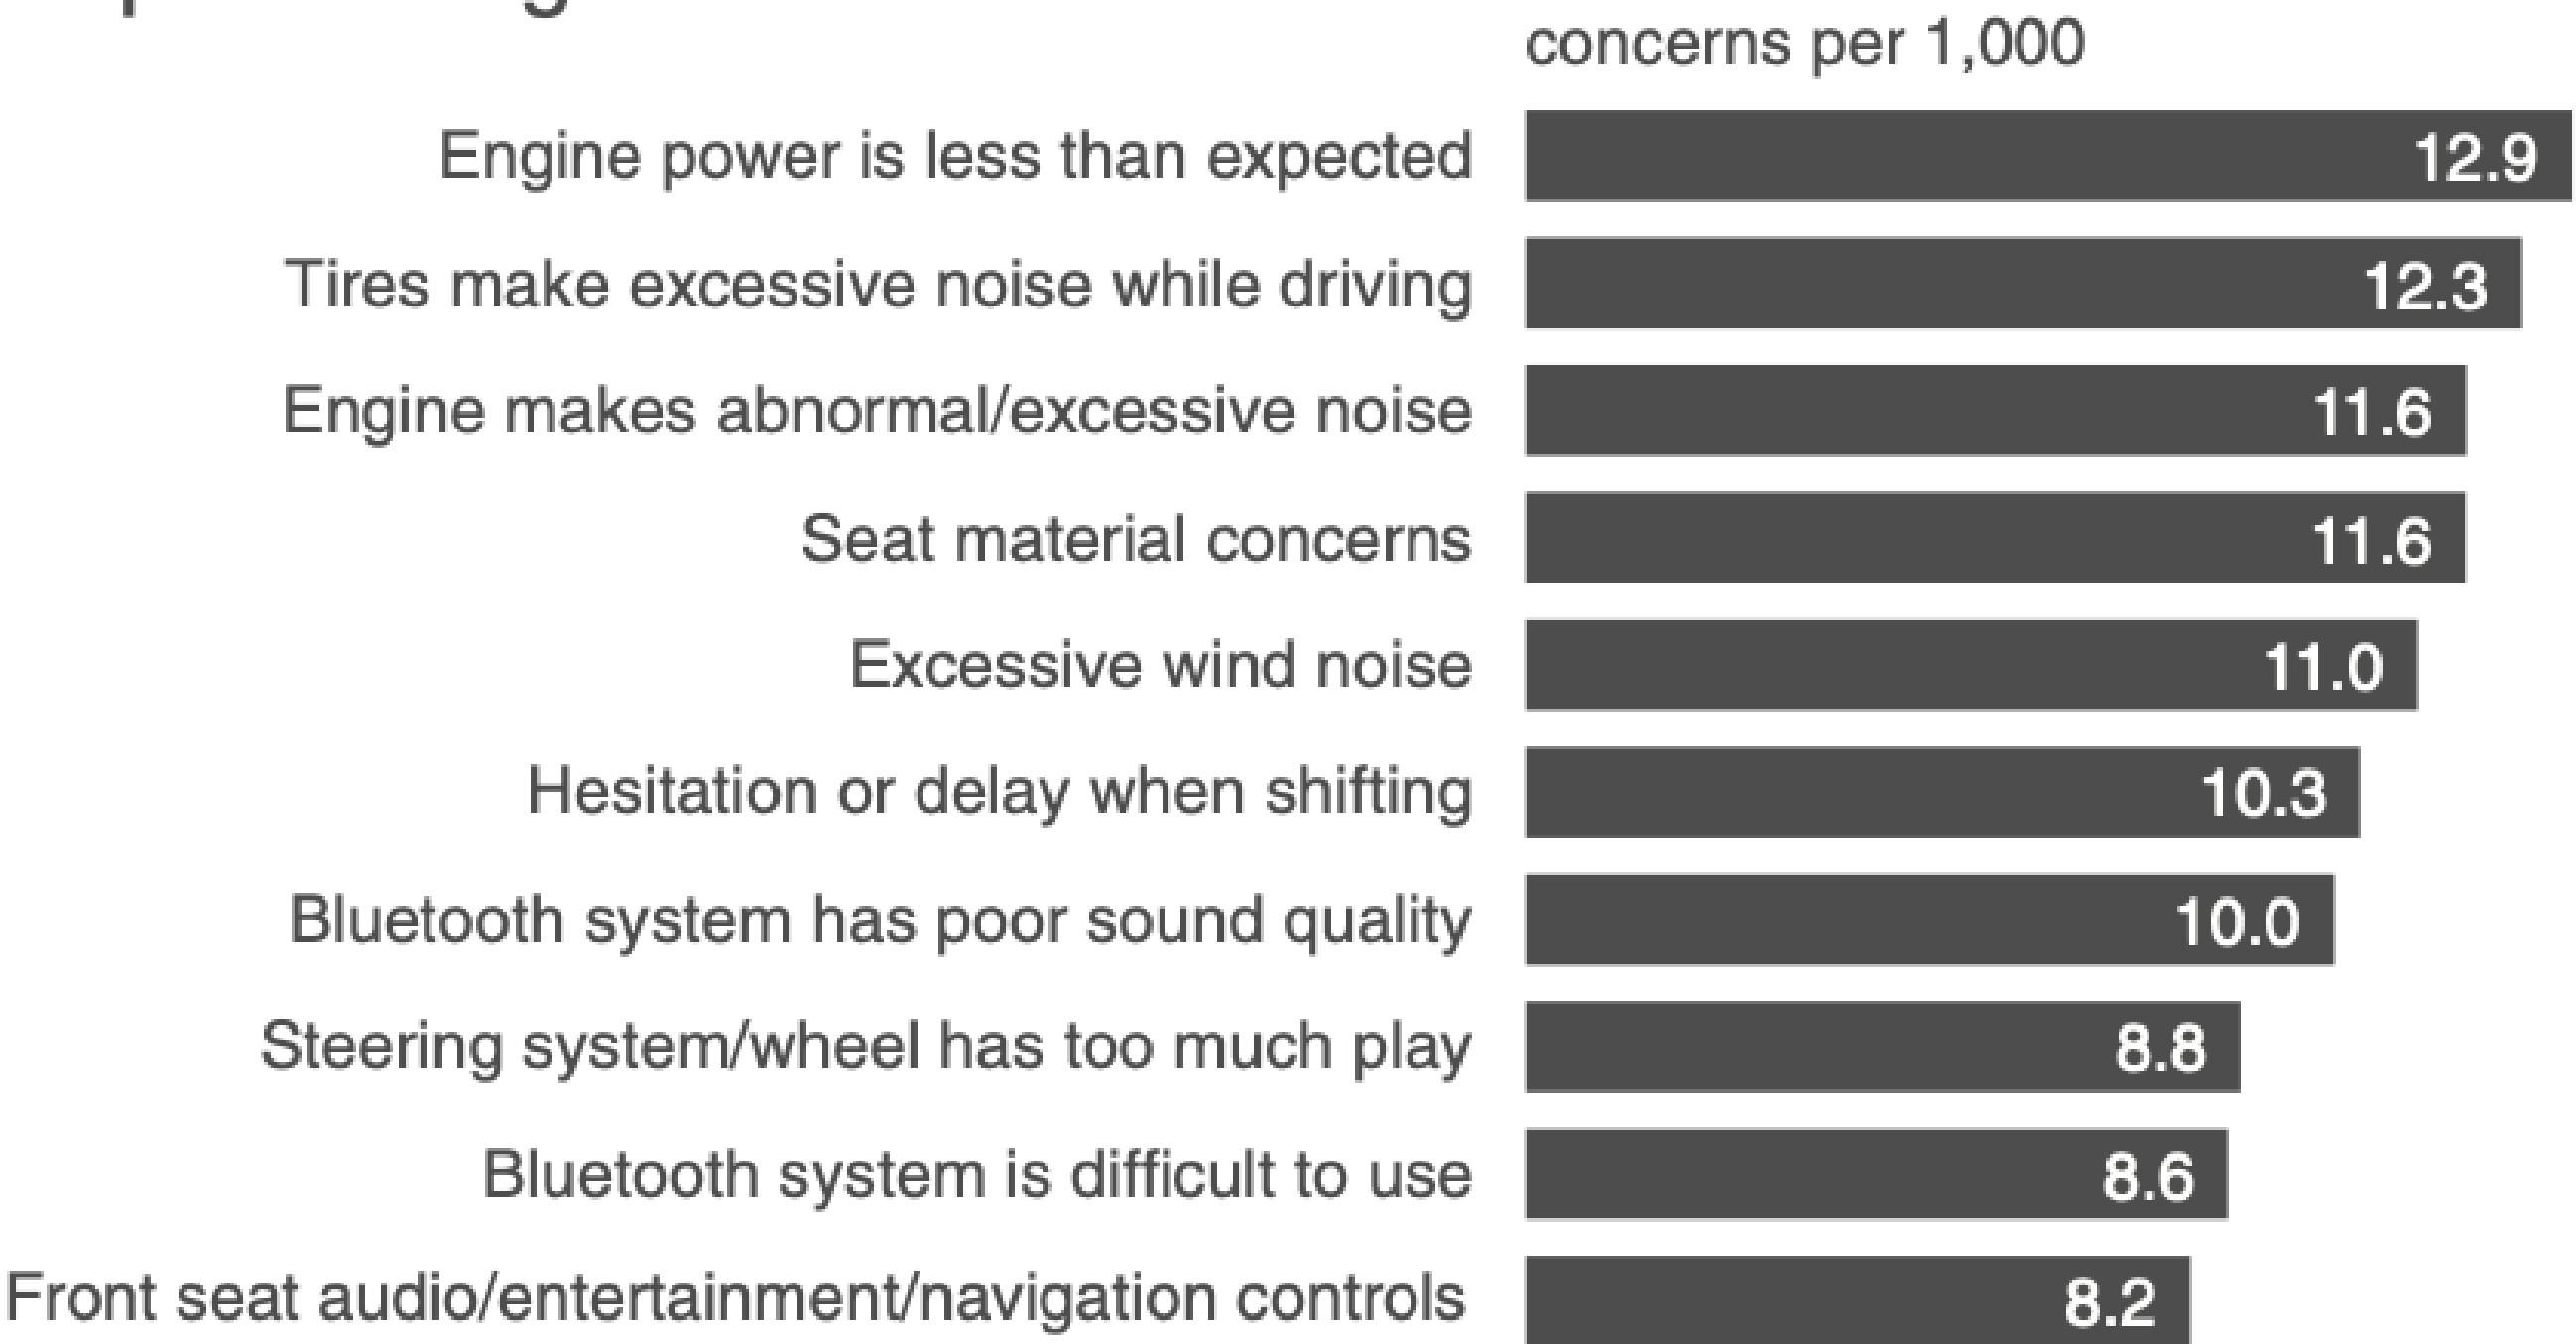 concerns per 1,000
Engine power is less than expected 12.9
Tires make excessive noise while driving 12.3
Engine makes abnormal/excessive noise 11.6
Seat material concerns 11.6
Excessive wind noise 11.0
Hesitation or delay when shifting 10.3
Bluetooth system has poor sound quality 10.0
Steering system/wheel has too much play 8.8
Bluetooth system is difficult to use 8.6
Front seat audio/entertainment/navigation controls 8.2